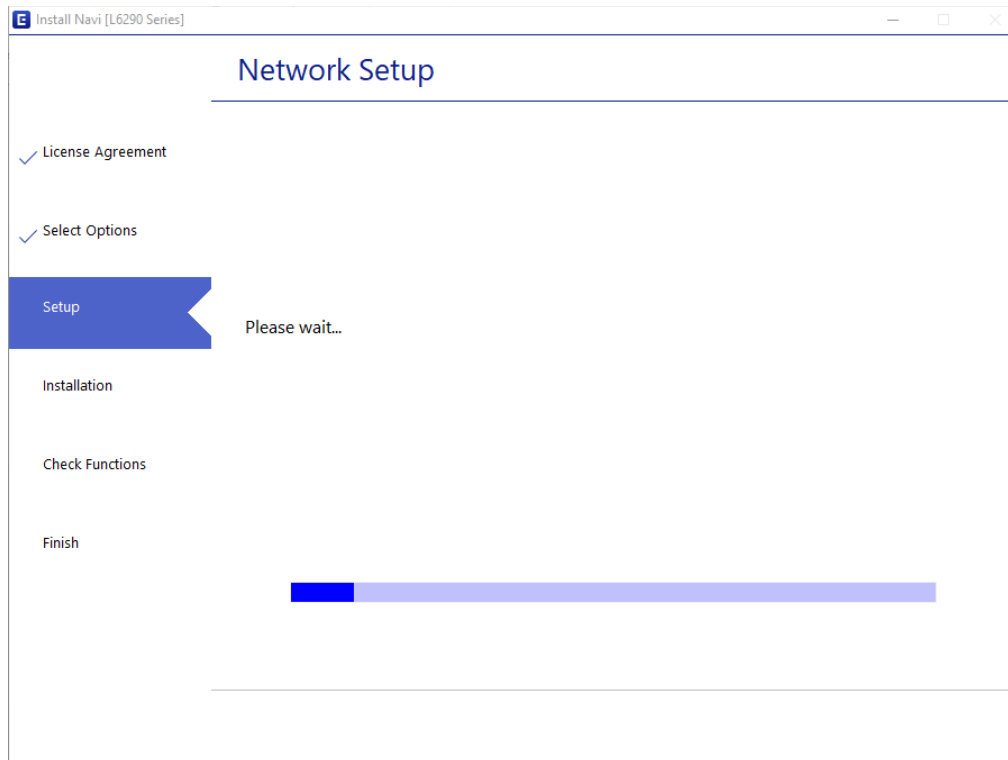 E Install Navi [L6290 Series]
Network Setup
License Agreement
Select Options
Setup
Please wait...
Installation
Check Functions
Finish